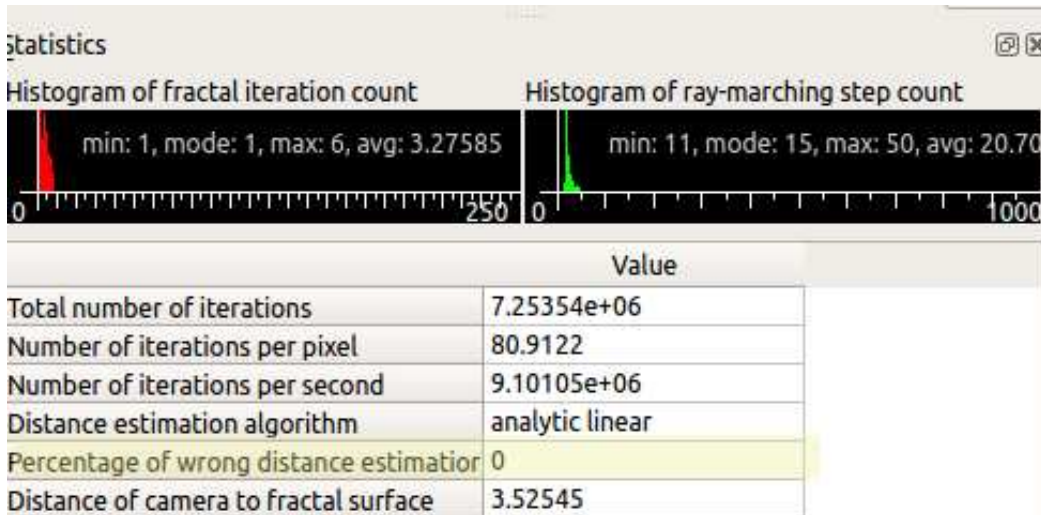 Statistics
Histogram of fractal iteration count
Histogram of ray-marching step count
min: 1, mode: 1, max: 6, avg: 3.27585
min: 11, mode: 15, max: 50, avg: 20.70
0 250
0 1000
Value
Total number of iterations 7.25354e+06
Number of iterations per pixel 80.9122
Number of iterations per second 9.10105e+06
Distance estimation algorithm analytic linear
Percentage of wrong distance estimation 0
Distance of camera to fractal surface 3.52545